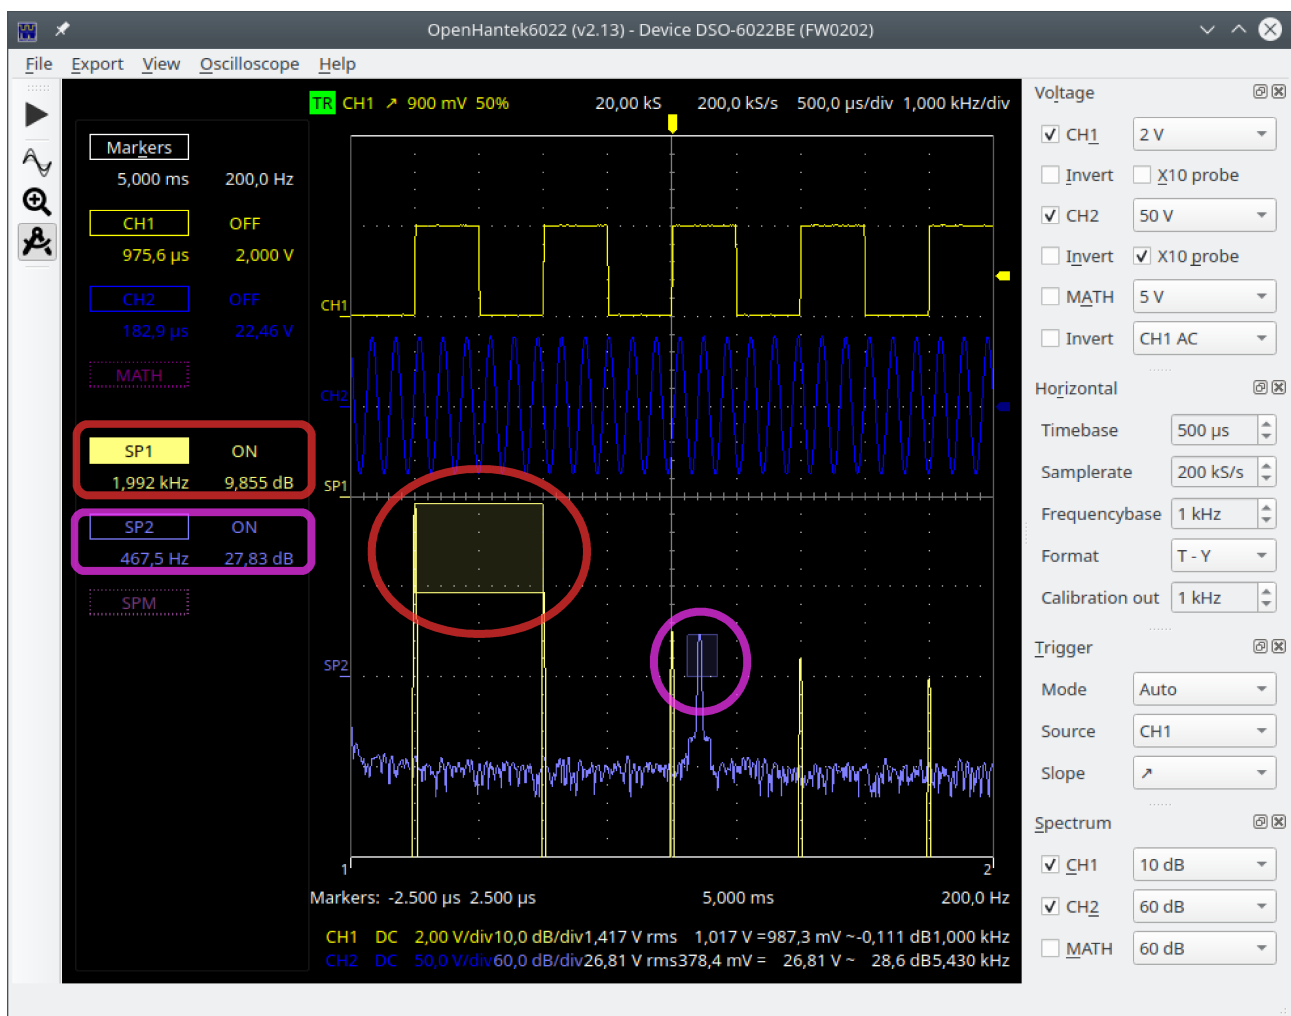 OpenHantek6022 (v2.13) - Device DSO-6022BE (FW0202)
File Export View Oscilloscope Help
TR CH1 ↗ 900 mV 50% 20,00 kS 200,0 kS/s 500,0 µs/div 1,000 kHz/div
Markers
5,000 ms 200,0 Hz
CH1 OFF
975,6 µs 2,000 V
CH2 OFF
182,9 µs 22,46 V
MATH
SP1 ON
1,992 kHz 9,855 dB
SP2 ON
467,5 Hz 27,83 dB
SPM
CH1
CH2
SP1
SP2
1 2
Markers: -2.500 µs 2.500 µs 5,000 ms 200,0 Hz
CH1 DC 2,00 V/div10,0 dB/div1,417 V rms 1,017 V =987,3 mV ~-0,111 dB1,000 kHz
CH2 DC 50,0 V/div60,0 dB/div26,81 V rms378,4 mV = 26,81 V ~ 28,6 dB5,430 kHz
Voltage
CH1 2 V
Invert X10 probe
CH2 50 V
Invert X10 probe
MATH 5 V
Invert CH1 AC
Horizontal
Timebase 500 µs
Samplerate 200 kS/s
Frequencybase 1 kHz
Format T - Y
Calibration out 1 kHz
Trigger
Mode Auto
Source CH1
Slope ↗
Spectrum
CH1 10 dB
CH2 60 dB
MATH 60 dB